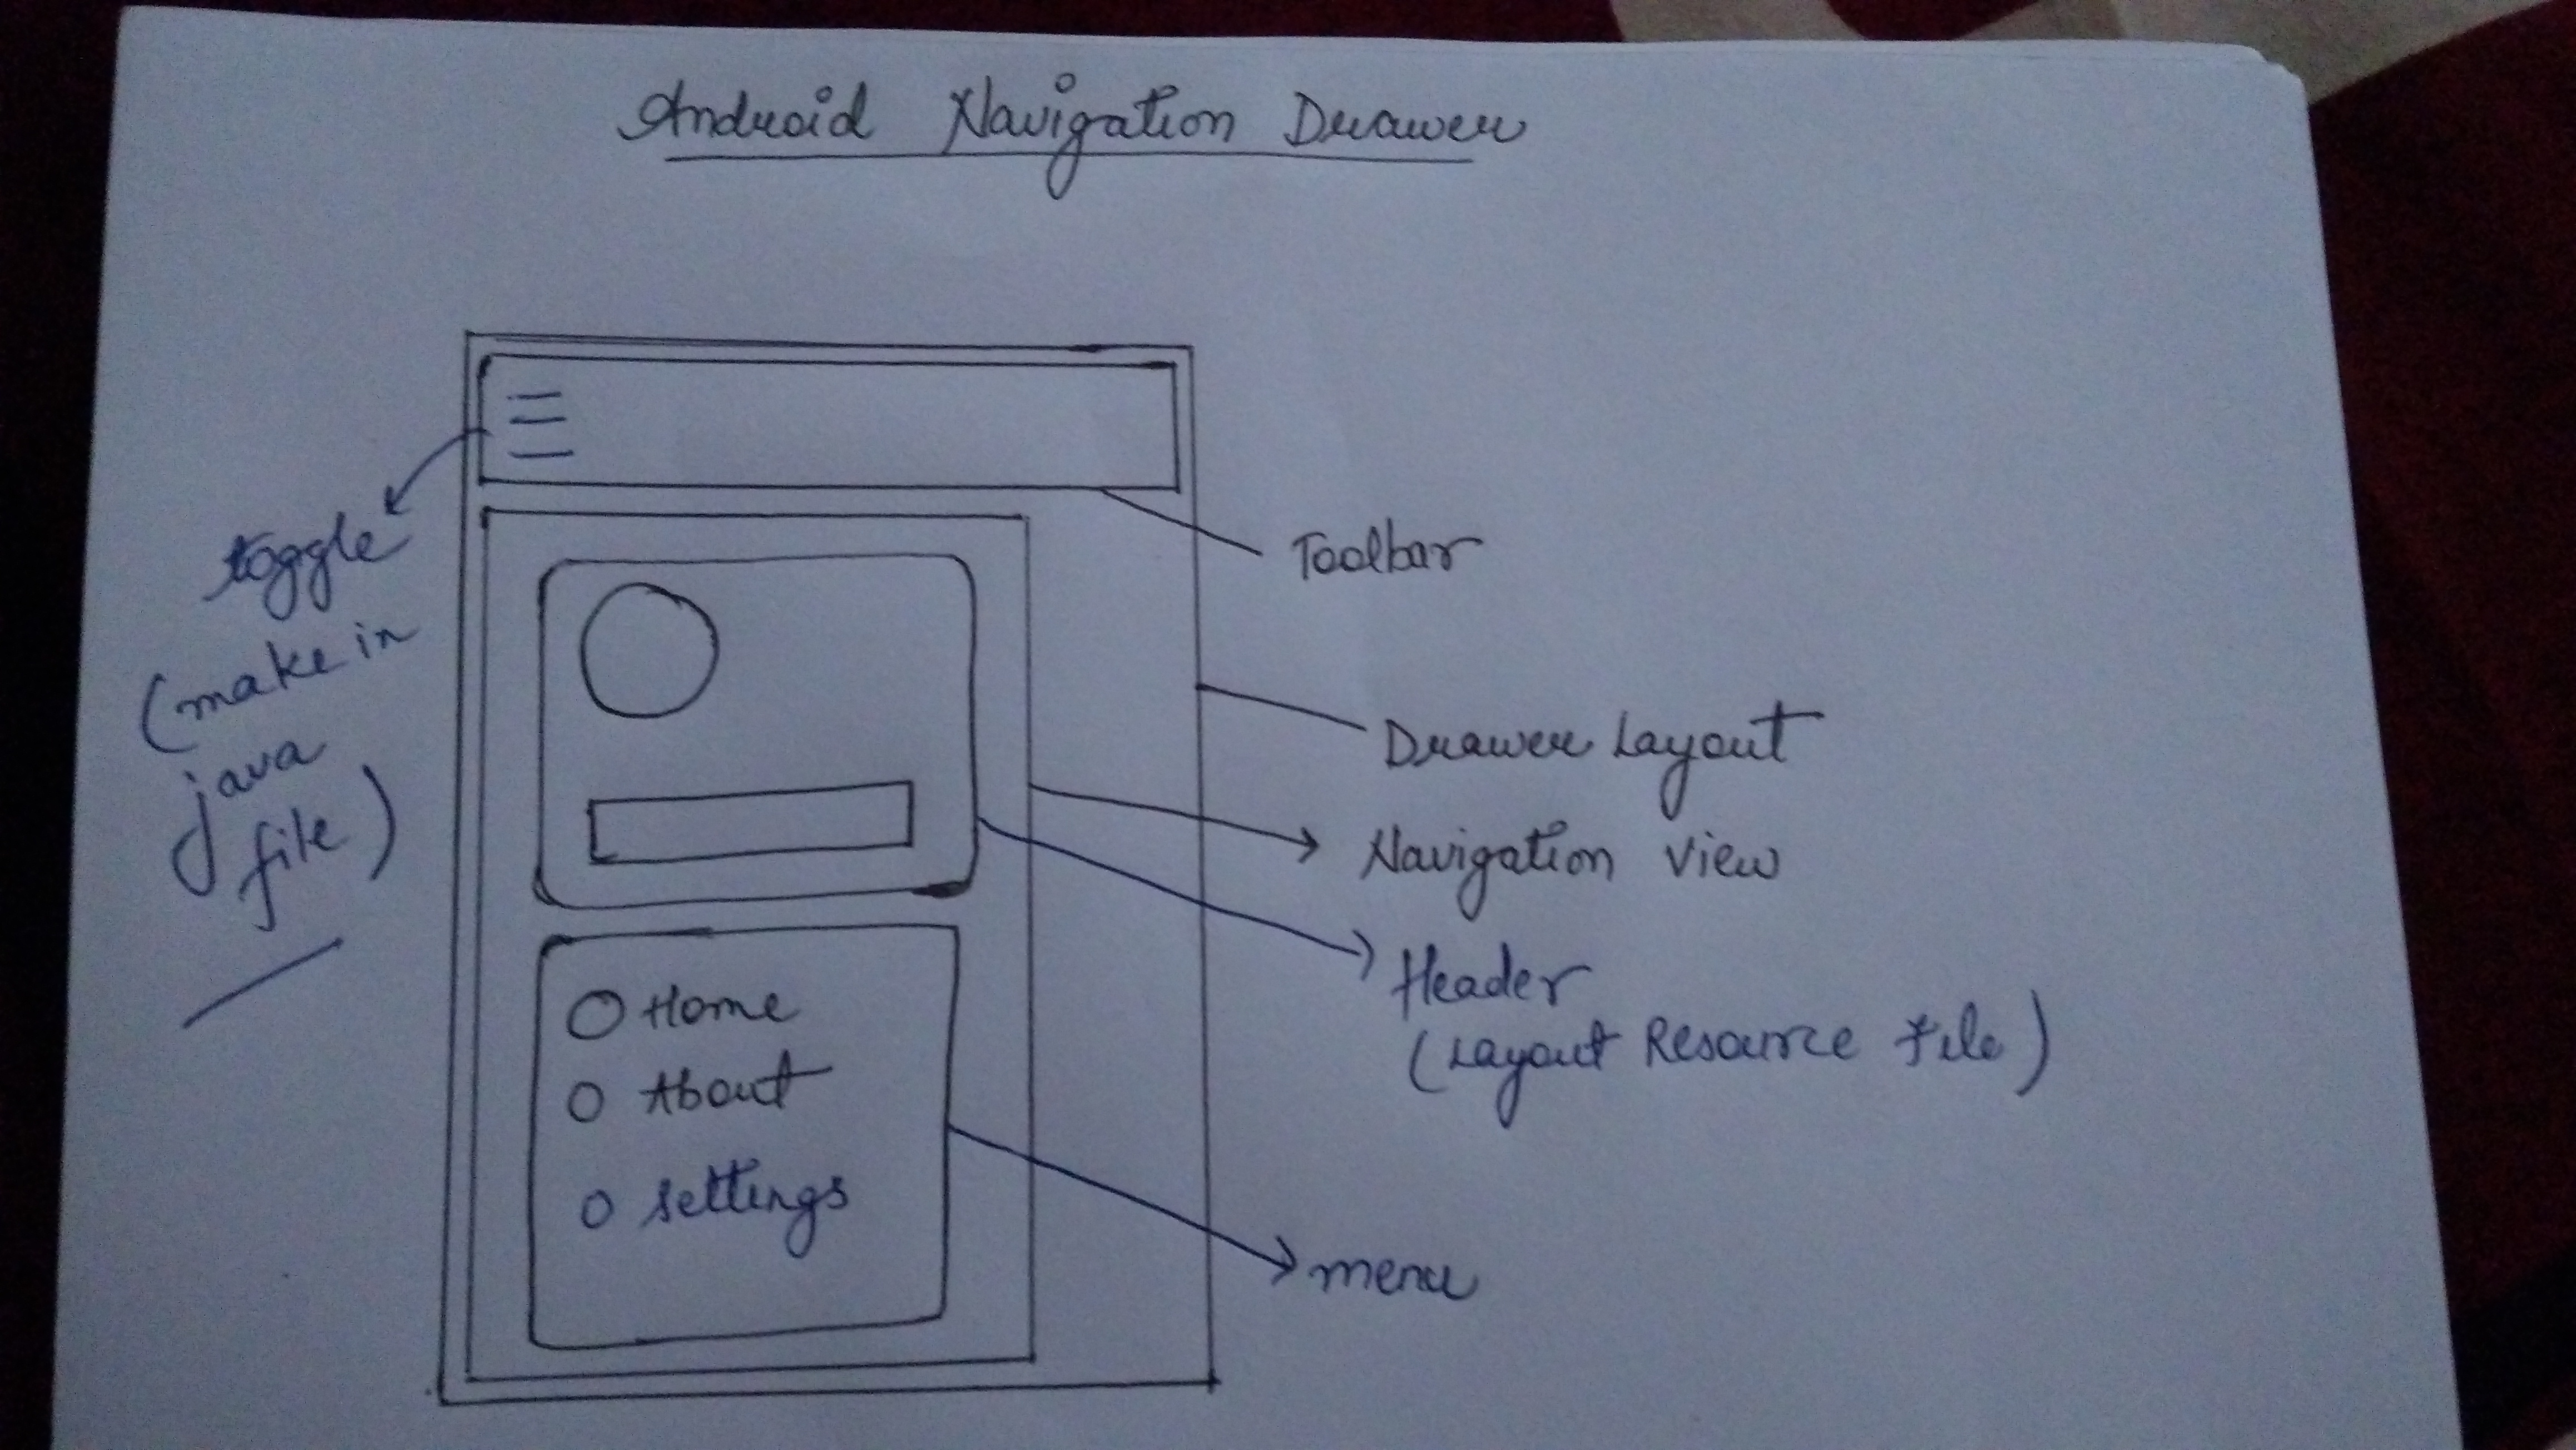 Android Navigation Drawer
toggle
(make in
java
file)
Toolbar
Drawer Layout
Navigation View
Header
(Layout Resource File)
Home
About
settings
menu